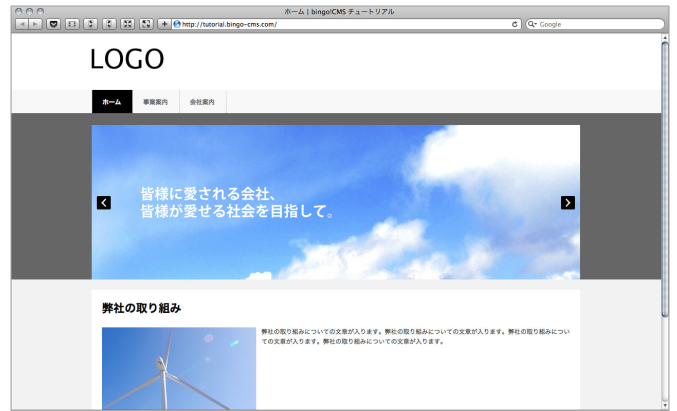 ホーム | bingo!CMS チュートリアル
http://tutorial.bingo-cms.com/
Google
LOGO
ホーム 事業案内 会社案内
皆様に愛される会社、
皆様が愛せる社会を目指して。
弊社の取り組み
弊社の取り組みについての文章が入ります。弊社の取り組みについての文章が入ります。弊社の取り組みについ
ての文章が入ります。弊社の取り組みについての文章が入ります。